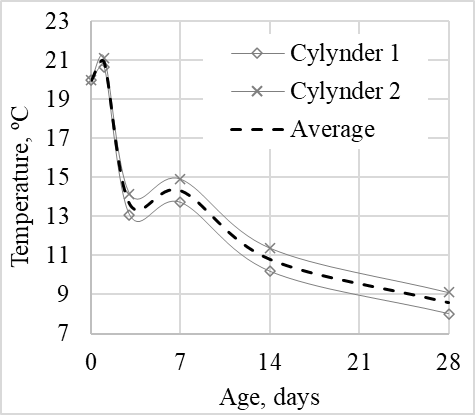 23
21
19
17
15
13
11
9
7
Temperature, ºC
Cylynder 1
Cylynder 2
Average
0 7 14 21 28
Age, days